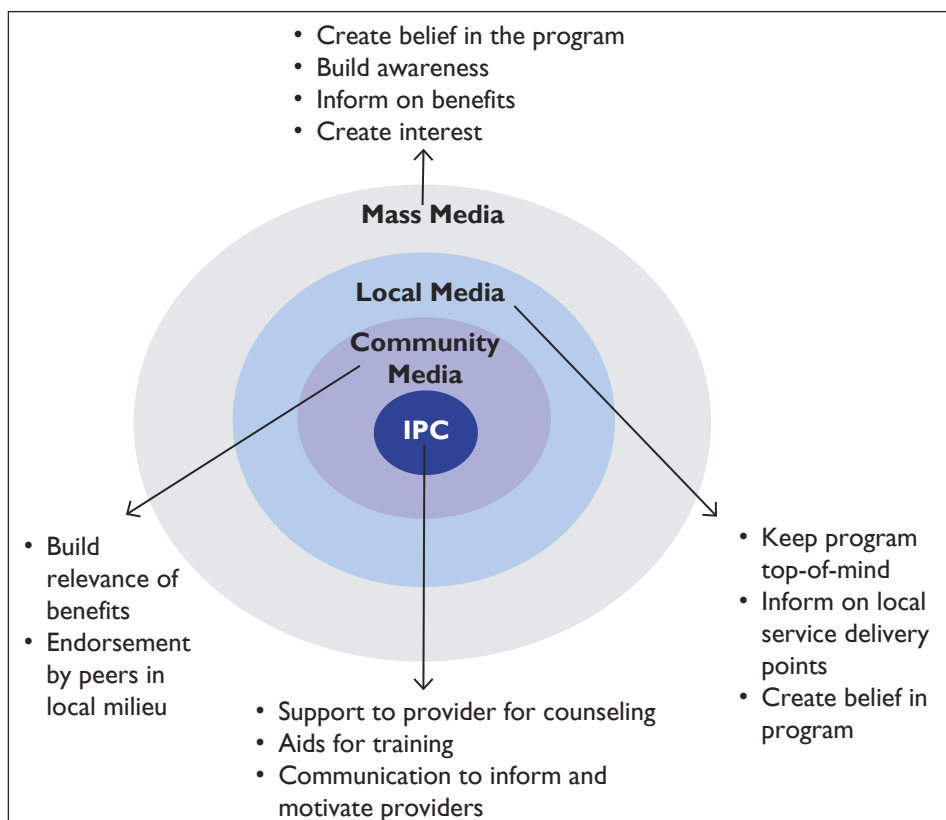 • Create belief in the program
• Build awareness
• Inform on benefits
• Create interest
Mass Media
Local Media
Community
Media
IPC
• Build
relevance of
benefits
• Endorsement
by peers in
local milieu
• Support to provider for counseling
• Aids for training
• Communication to inform and
motivate providers
• Keep program
top-of-mind
• Inform on local
service delivery
points
• Create belief in
program